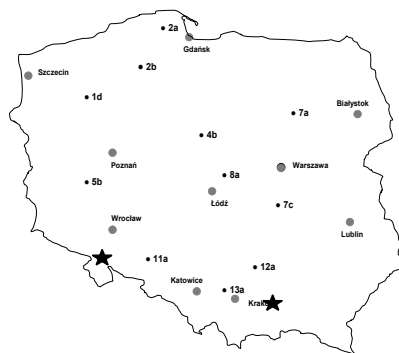 2a
Gdańsk
2b
Szczecin
1d
7a
Białystok
4b
Poznań
Warszawa
8a
5b
Łódź
7c
Wrocław
Lublin
11a
12a
Katowice
13a
Kraków